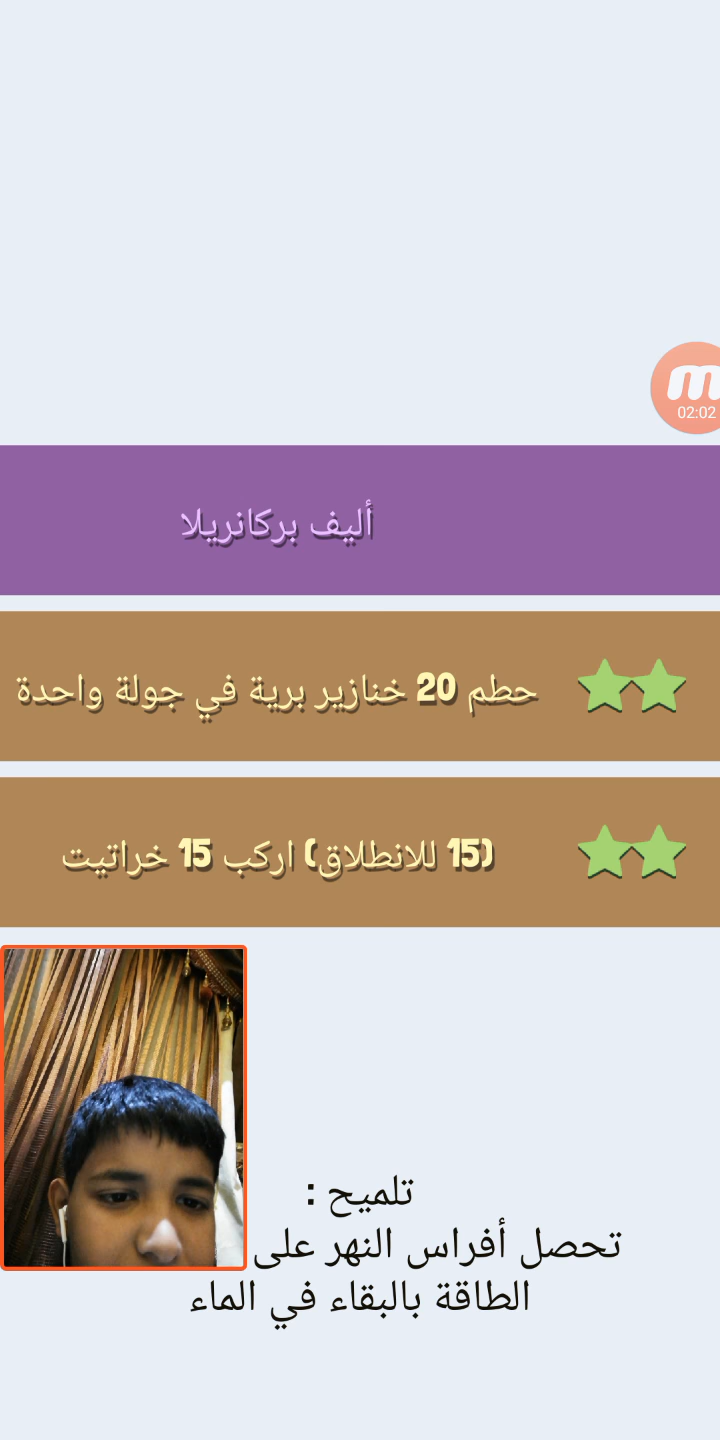 02:02
أليف بركانريلا
حطم 20 خنازير برية في جولة واحدة
(15 للانطلاق) اركب 15 خراتيت
تلميح :
تحصل أفراس النهر على
الطاقة بالبقاء في الماء